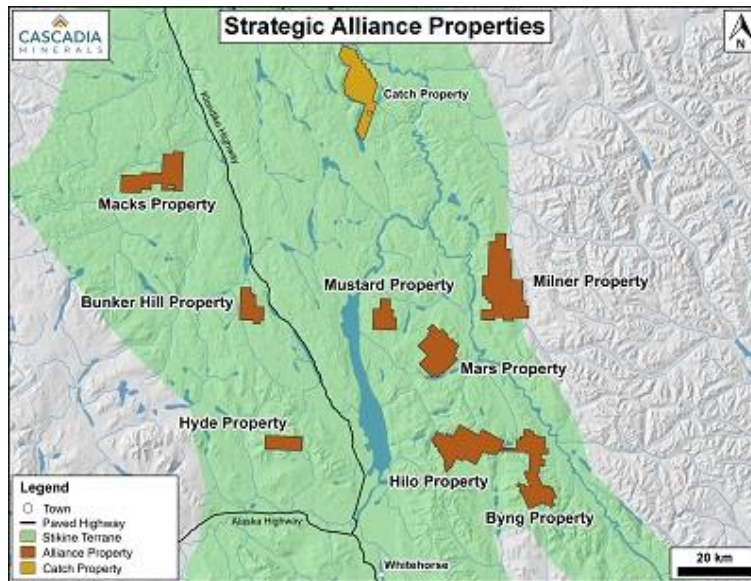 CASCADIA
MINERALS
Strategic Alliance Properties
N
Catch Property
Klondike Highway
Macks Property
Milner Property
Mustard Property
Bunker Hill Property
Mars Property
Hyde Property
Hilo Property
Byng Property
Legend
Town
Paved Highway
Stikine Terrane
Alliance Property
Catch Property
Alaska Highway
Whitehorse
20 km